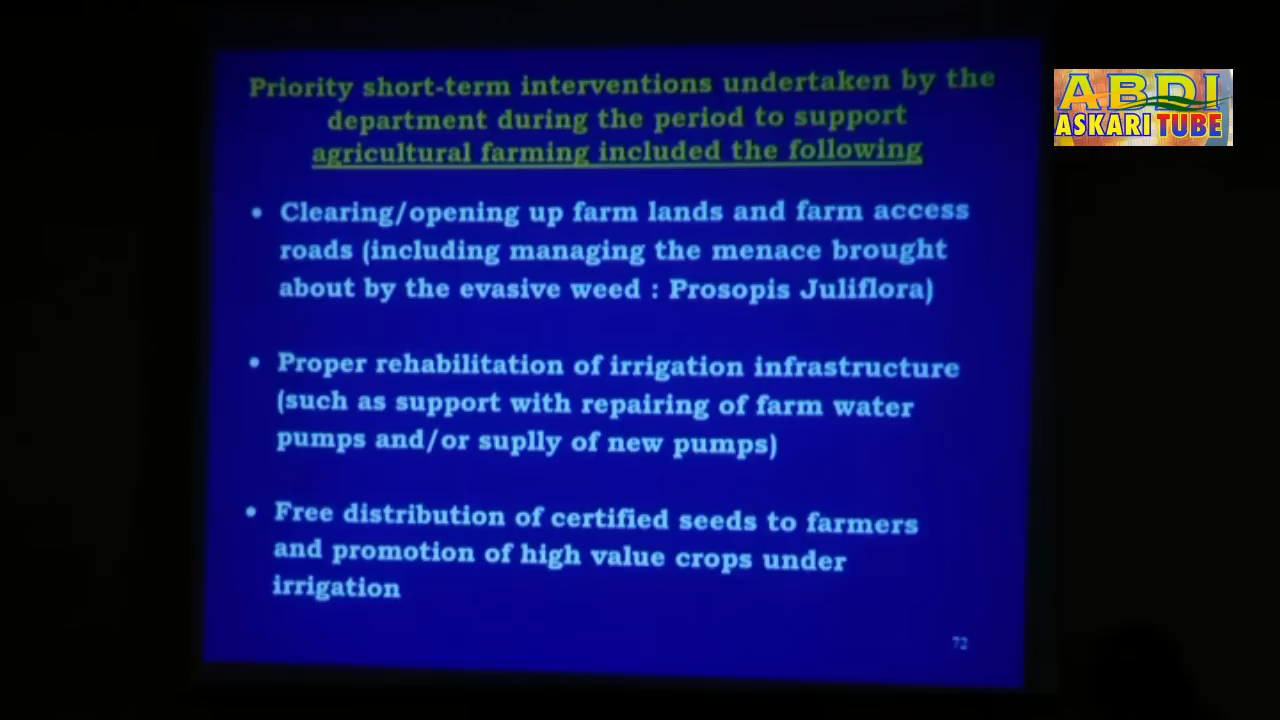 Priority short-term interventions undertaken by the
department during the period to support
agricultural farming included the following
ABDI
ASKARI TUBE
• Clearing/opening up farm lands and farm access
roads (including managing the menace brought
about by the evasive weed : Prosopis Juliflora)
• Proper rehabilitation of irrigation infrastructure
(such as support with repairing of farm water
pumps and/or suplly of new pumps)
• Free distribution of certified seeds to farmers
and promotion of high value crops under
irrigation
72